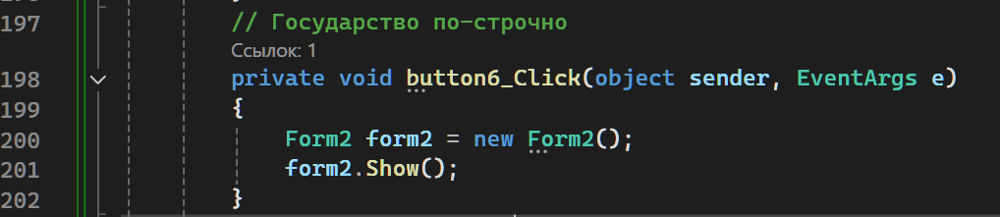 197 // Государство по-строчно
Ссылок: 1
198 private void button6_Click(object sender, EventArgs e)
199 {
200 Form2 form2 = new Form2();
201 form2.Show();
202 }